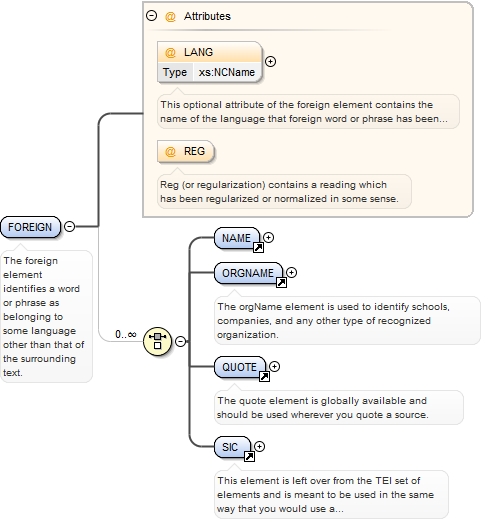 Attributes
LANG
Type xs:NCName
This optional attribute of the foreign element contains the
name of the language that foreign word or phrase has been...
REG
Reg (or regularization) contains a reading which
has been regularized or normalized in some sense.
FOREIGN
The foreign
element
identifies a word
or phrase as
belonging to
some language
other than that of
the surrounding
text.
0..∞
NAME
ORGNAME
The orgName element is used to identify schools,
companies, and any other type of recognized
organization.
QUOTE
The quote element is globally available and
should be used wherever you quote a source.
SIC
This element is left over from the TEI set of
elements and is meant to be used in the same
way that you would use a...